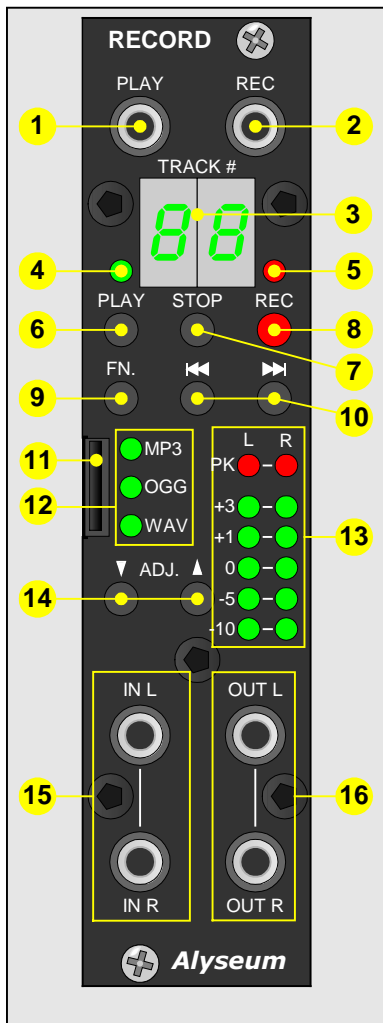 RECORD
PLAY REC
1 2
TRACK #
88 3
4 5
PLAY STOP REC
6 8
7
FN. ⏮ ⏭
9 10
11 L R
MP3 PK
12 OGG +3
WAV +1 13
▼ ADJ. ▲ 0
14 -5
-10
IN L OUT L
15 16
IN R OUT R
Alyseum